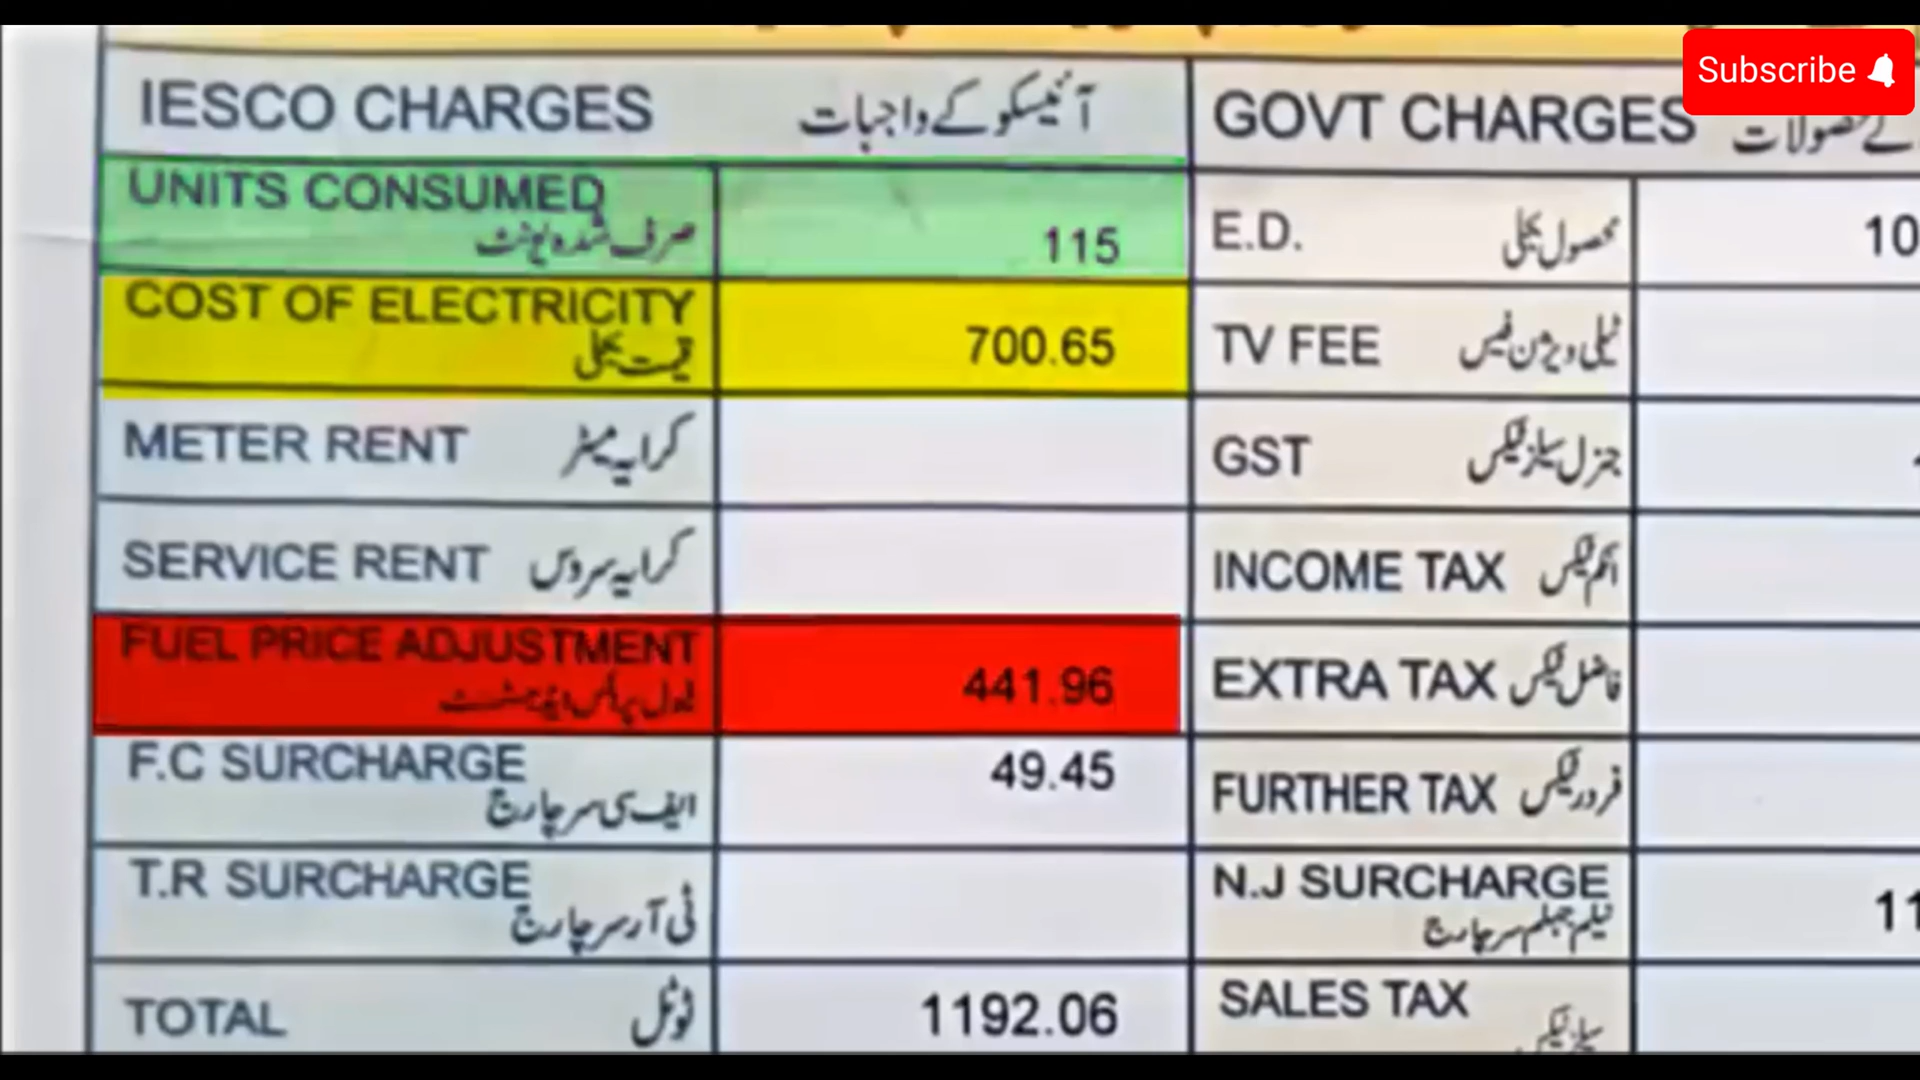 Subscribe
IESCO CHARGES آئیسکو کے واجبات
GOVT CHARGES
UNITS CONSUMED
صرف شدہ یونٹ
115
E.D. محصول بجلی
10
COST OF ELECTRICITY
قیمت بجلی
700.65
TV FEE ٹیلی ویژن فیس
METER RENT کرایہ میٹر
GST جنرل سیلز ٹیکس
SERVICE RENT کرایہ سروس
INCOME TAX انکم ٹیکس
FUEL PRICE ADJUSTMENT
فیول پرائس ایڈجسٹمنٹ
441.96
EXTRA TAX فاضل ٹیکس
F.C SURCHARGE
ایف سی سرچارج
49.45
FURTHER TAX فردر ٹیکس
T.R SURCHARGE
ٹی آر سرچارج
N.J SURCHARGE
نیلم جہلم سرچارج
11
TOTAL ٹوٹل
1192.06
SALES TAX
سیلز ٹیکس